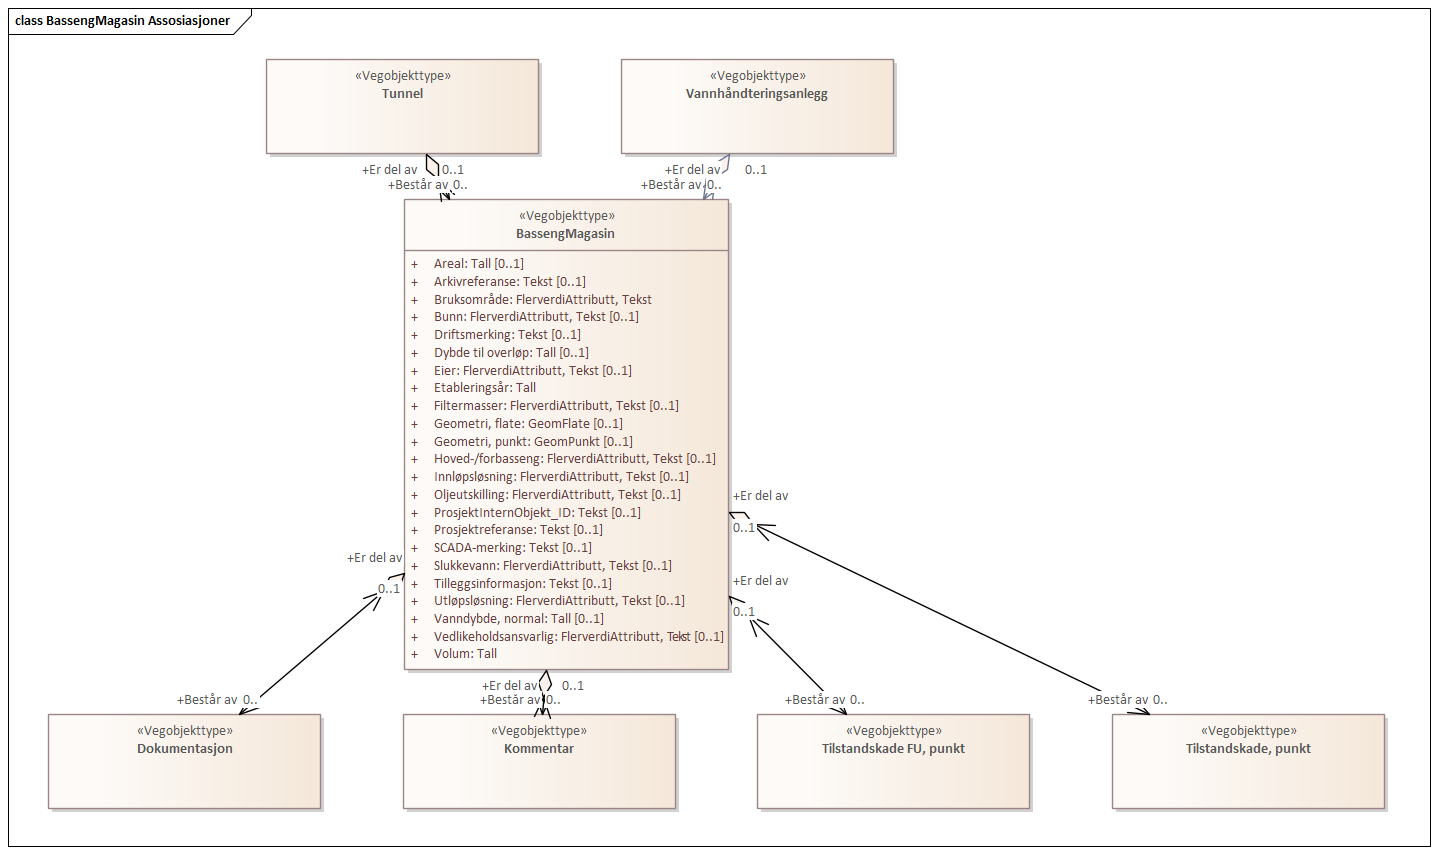 class BassengMagasin Assosiasjoner
«Vegobjekttype»
Tunnel
«Vegobjekttype»
Vannhåndteringsanlegg
+Er del av 0..1
+Består av 0..
+Er del av 0..1
+Består av 0..
«Vegobjekttype»
BassengMagasin
+ Areal: Tall [0..1]
+ Arkivreferanse: Tekst [0..1]
+ Bruksområde: FlerverdiAttributt, Tekst
+ Bunn: FlerverdiAttributt, Tekst [0..1]
+ Driftsmerking: Tekst [0..1]
+ Dybde til overløp: Tall [0..1]
+ Eier: FlerverdiAttributt, Tekst [0..1]
+ Etableringsår: Tall
+ Filtermasser: FlerverdiAttributt, Tekst [0..1]
+ Geometri, flate: GeomFlate [0..1]
+ Geometri, punkt: GeomPunkt [0..1]
+ Hoved-/forbasseng: FlerverdiAttributt, Tekst [0..1]
+ Innløpsløsning: FlerverdiAttributt, Tekst [0..1]
+ Oljeutskilling: FlerverdiAttributt, Tekst [0..1]
+ ProsjektInternObjekt_ID: Tekst [0..1]
+ Prosjektreferanse: Tekst [0..1]
+ SCADA-merking: Tekst [0..1]
+ Slukkevann: FlerverdiAttributt, Tekst [0..1]
+ Tilleggsinformasjon: Tekst [0..1]
+ Utløpsløsning: FlerverdiAttributt, Tekst [0..1]
+ Vanndybde, normal: Tall [0..1]
+ Vedlikeholdsansvarlig: FlerverdiAttributt, Tekst [0..1]
+ Volum: Tall
+Er del av
0..1
+Er del av
0..1
+Er del av
0..1
+Er del av 0..1
+Består av 0..
+Består av 0..
+Består av 0..
+Består av 0..
«Vegobjekttype»
Dokumentasjon
«Vegobjekttype»
Kommentar
«Vegobjekttype»
Tilstandskade FU, punkt
«Vegobjekttype»
Tilstandskade, punkt